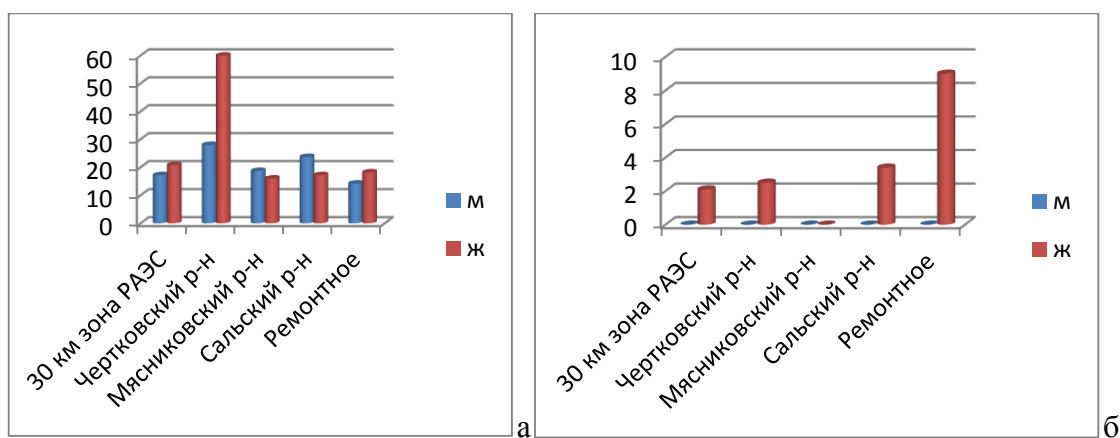 60
50
40
30
20
10
0
30 км зона РАЭС
Чертковский р-н
Мясниковский р-н
Сальский р-н
Ремонтное
м
ж
а
10
8
6
4
2
0
30 км зона РАЭС
Чертковский р-н
Мясниковский р-н
Сальский р-н
Ремонтное
м
ж
б